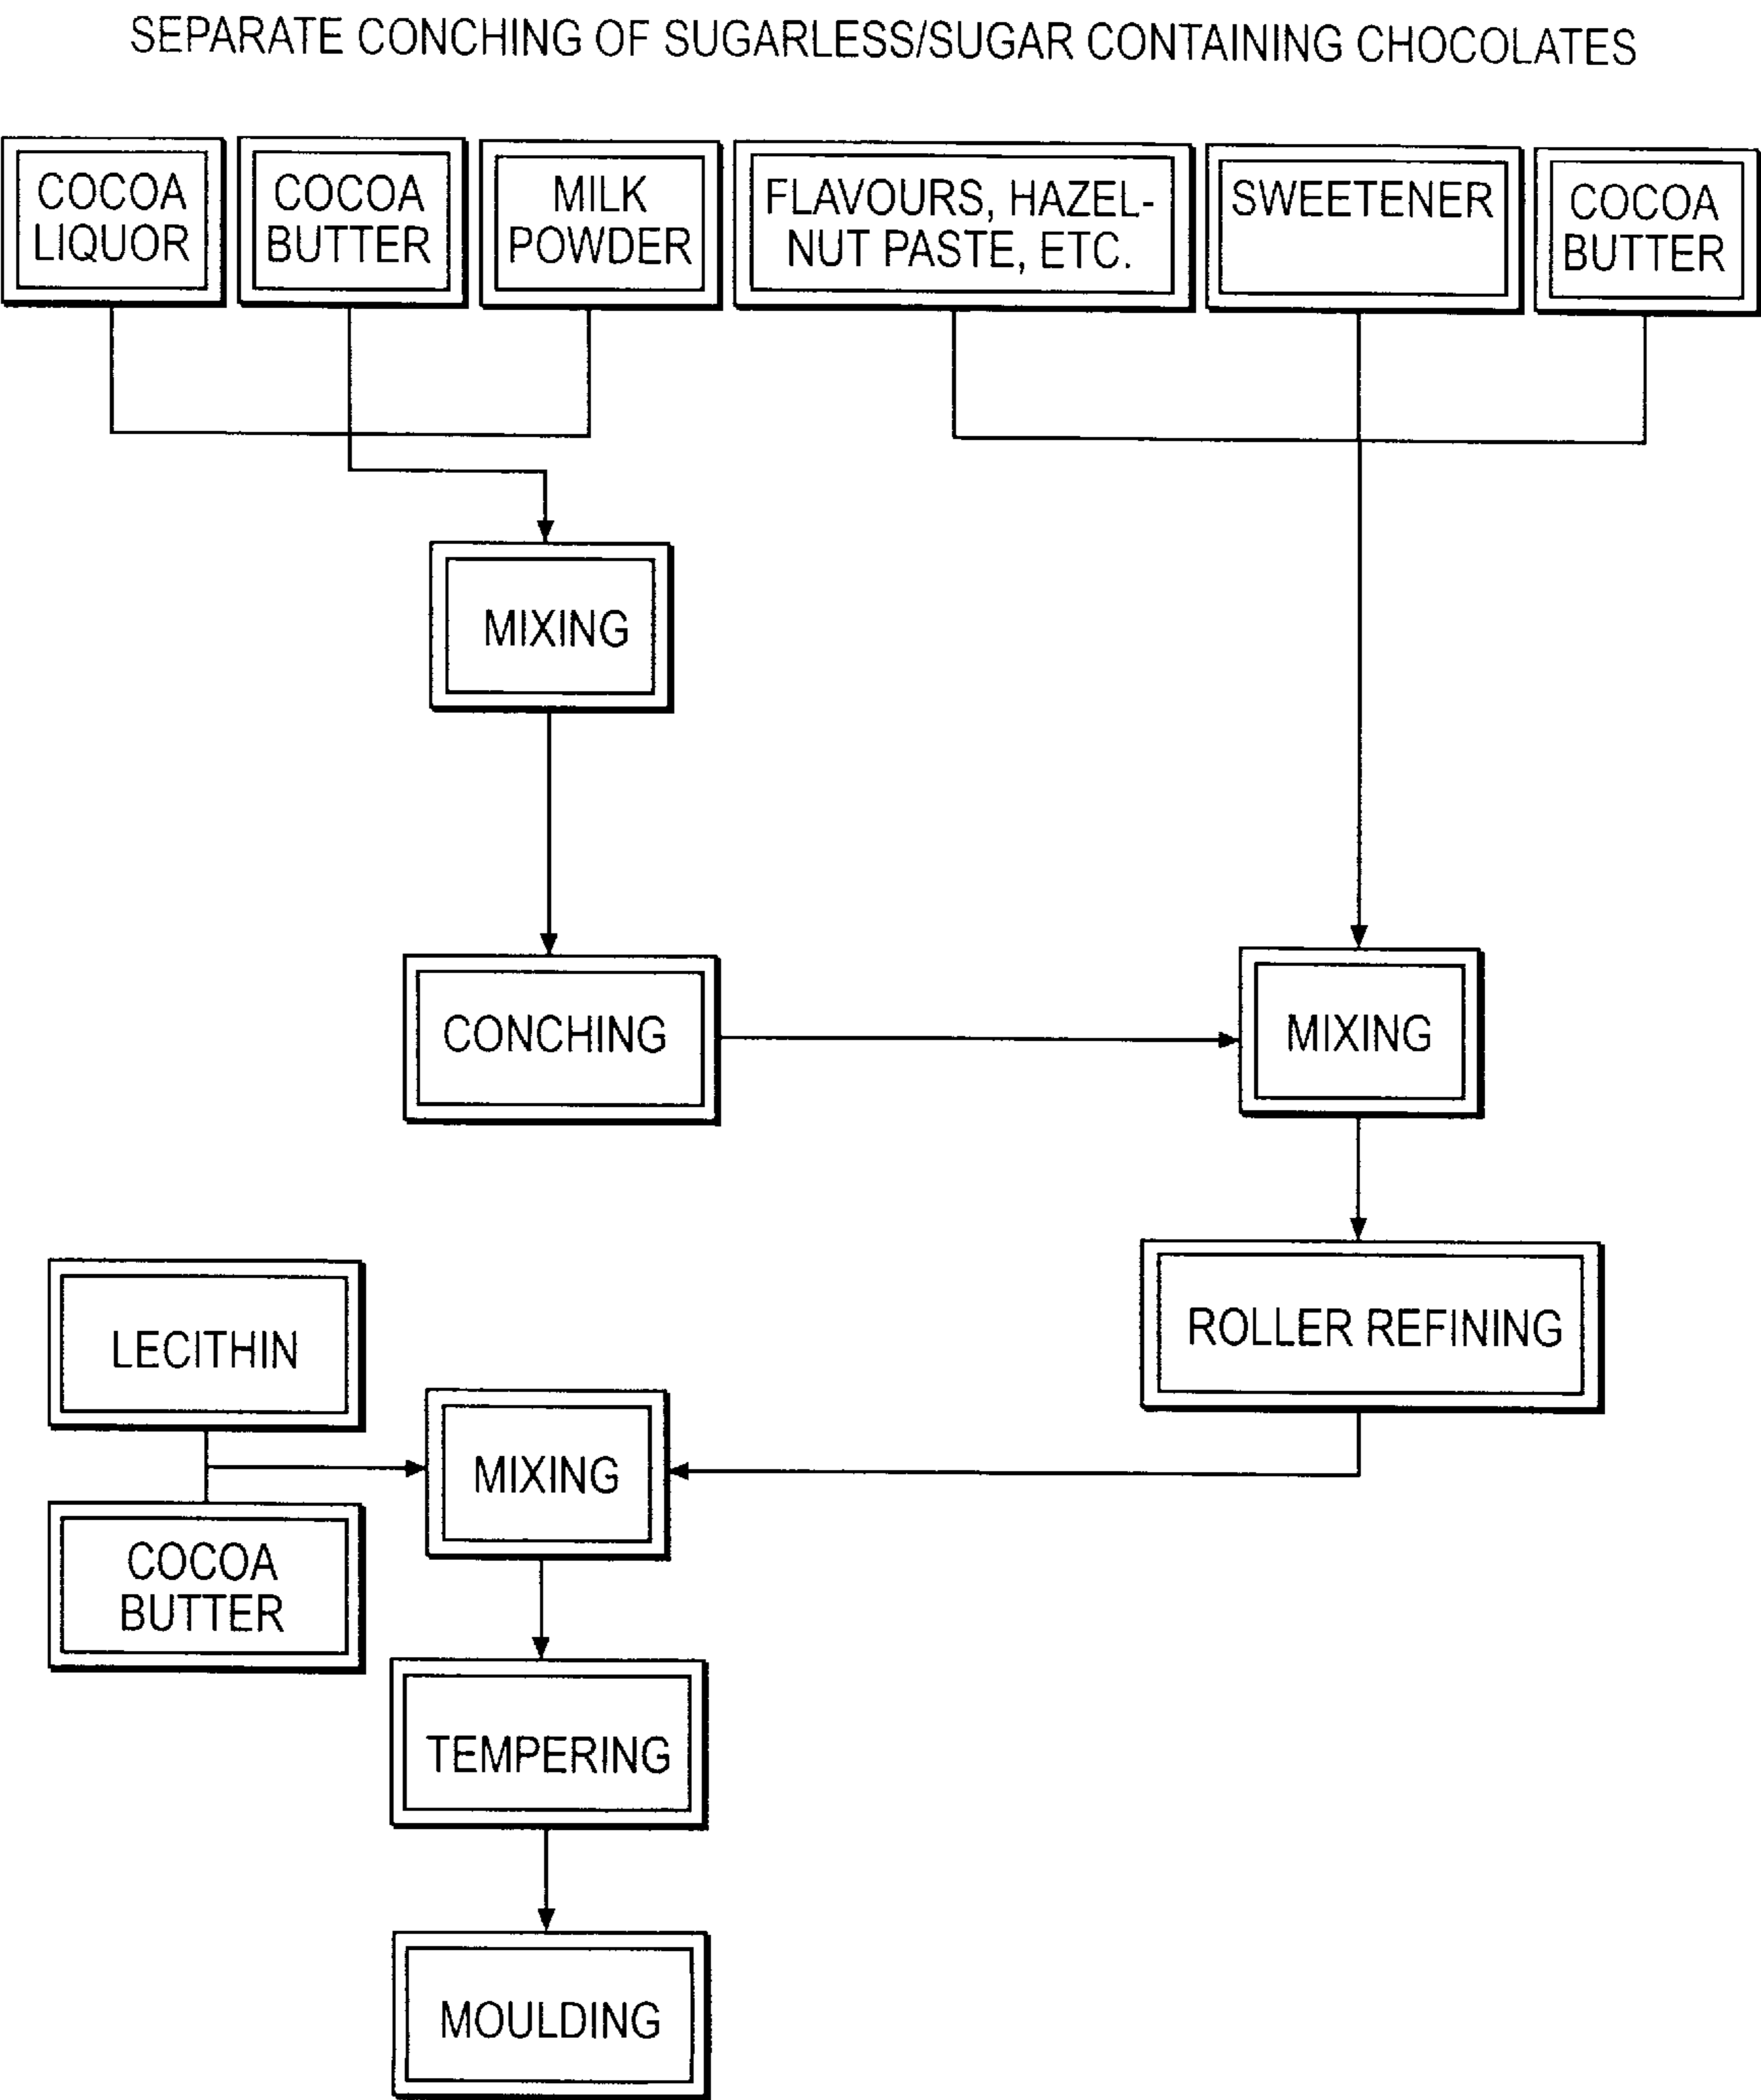 SEPARATE CONCHING OF SUGARLESS/SUGAR CONTAINING CHOCOLATES
COCOA
LIQUOR
COCOA
BUTTER
MILK
POWDER
FLAVOURS, HAZEL-
NUT PASTE, ETC.
SWEETENER
COCOA
BUTTER
MIXING
CONCHING
MIXING
ROLLER REFINING
LECITHIN
MIXING
COCOA
BUTTER
TEMPERING
MOULDING